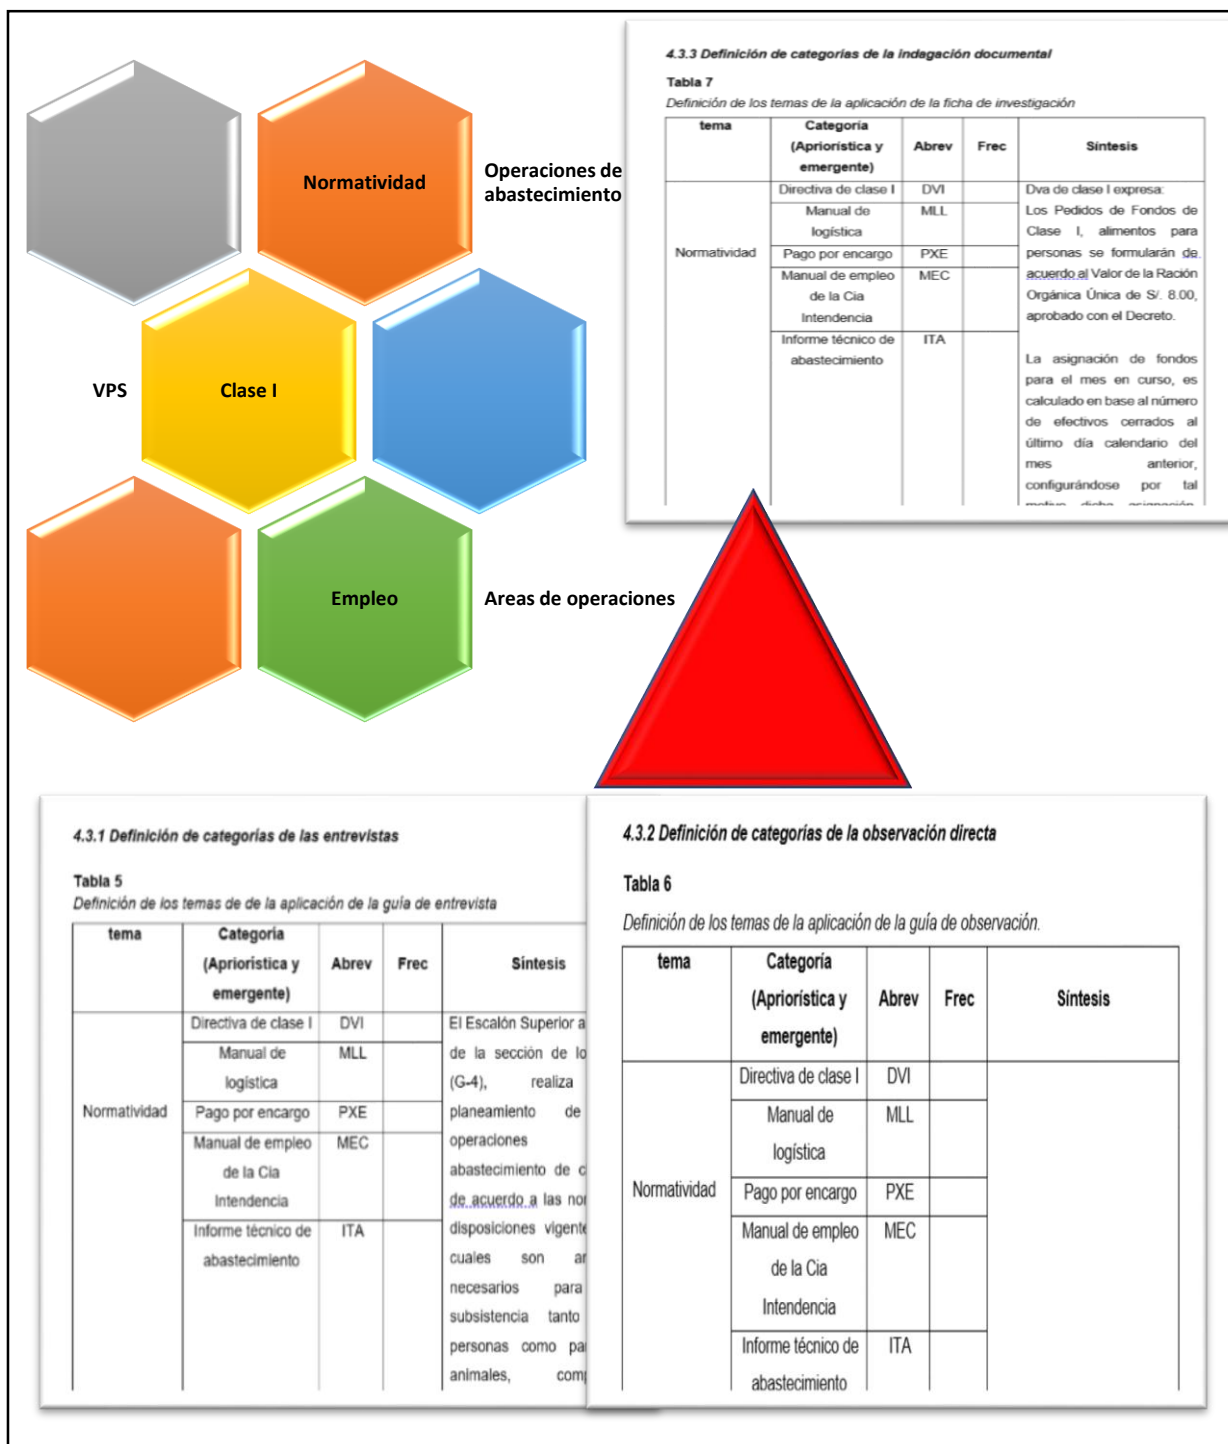 Normatividad
Operaciones de
abastecimiento
VPS
Clase I
Empleo
Areas de operaciones
4.3.3 Definición de categorías de la indagación documental
Tabla 7
Definición de los temas de la aplicación de la ficha de investigación
tema
Categoría
(Apriorística y
emergente)
Abrev
Frec
Síntesis
Normatividad
Directiva de clase I
DVI
Manual de
logística
MLL
Pago por encargo
PXE
Manual de empleo
de la Cia
Intendencia
MEC
Informe técnico de
abastecimiento
ITA
Dva de clase I expresa:
Los Pedidos de Fondos de
Clase I, alimentos para
personas se formularán de
acuerdo al Valor de la Ración
Orgánica Única de S/. 8.00,
aprobado con el Decreto.
La asignación de fondos
para el mes en curso, es
calculado en base al número
de efectivos cerrados al
último día calendario del
mes anterior,
configurándose por tal
motivo dicha asignación
4.3.1 Definición de categorías de las entrevistas
Tabla 5
Definición de los temas de de la aplicación de la guía de entrevista
tema
Categoría
(Apriorística y
emergente)
Abrev
Frec
Síntesis
Normatividad
Directiva de clase I
DVI
Manual de
logística
MLL
Pago por encargo
PXE
Manual de empleo
de la Cia
Intendencia
MEC
Informe técnico de
abastecimiento
ITA
El Escalón Superior a
de la sección de lo
(G-4), realiza
planeamiento de
operaciones
abastecimiento de c
de acuerdo a las nor
disposiciones vigente
cuales son ar
necesarios para
subsistencia tanto
personas como pa
animales, comp
4.3.2 Definición de categorías de la observación directa
Tabla 6
Definición de los temas de la aplicación de la guía de observación.
tema
Categoría
(Apriorística y
emergente)
Abrev
Frec
Síntesis
Normatividad
Directiva de clase I
DVI
Manual de
logística
MLL
Pago por encargo
PXE
Manual de empleo
de la Cia
Intendencia
MEC
Informe técnico de
abastecimiento
ITA